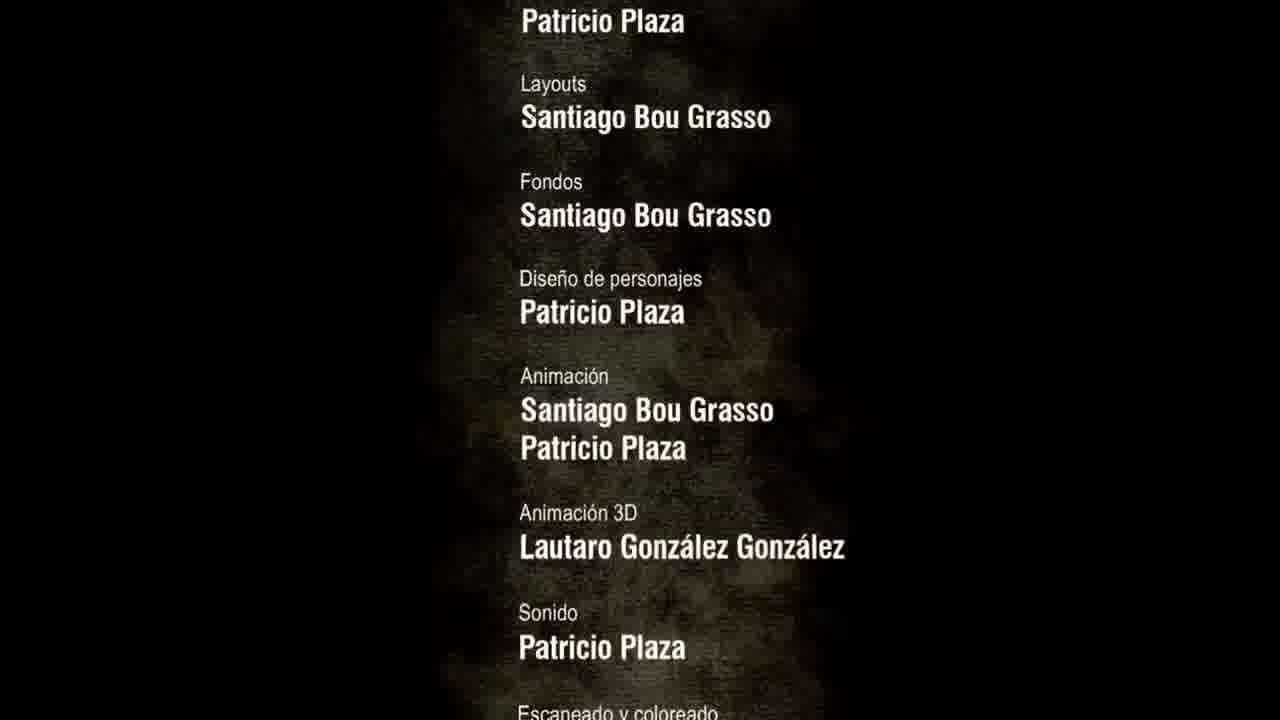 Patricio Plaza
Layouts
Santiago Bou Grasso
Fondos
Santiago Bou Grasso
Diseño de personajes
Patricio Plaza
Animación
Santiago Bou Grasso
Patricio Plaza
Animación 3D
Lautaro González González
Sonido
Patricio Plaza
Escaneado y coloreado